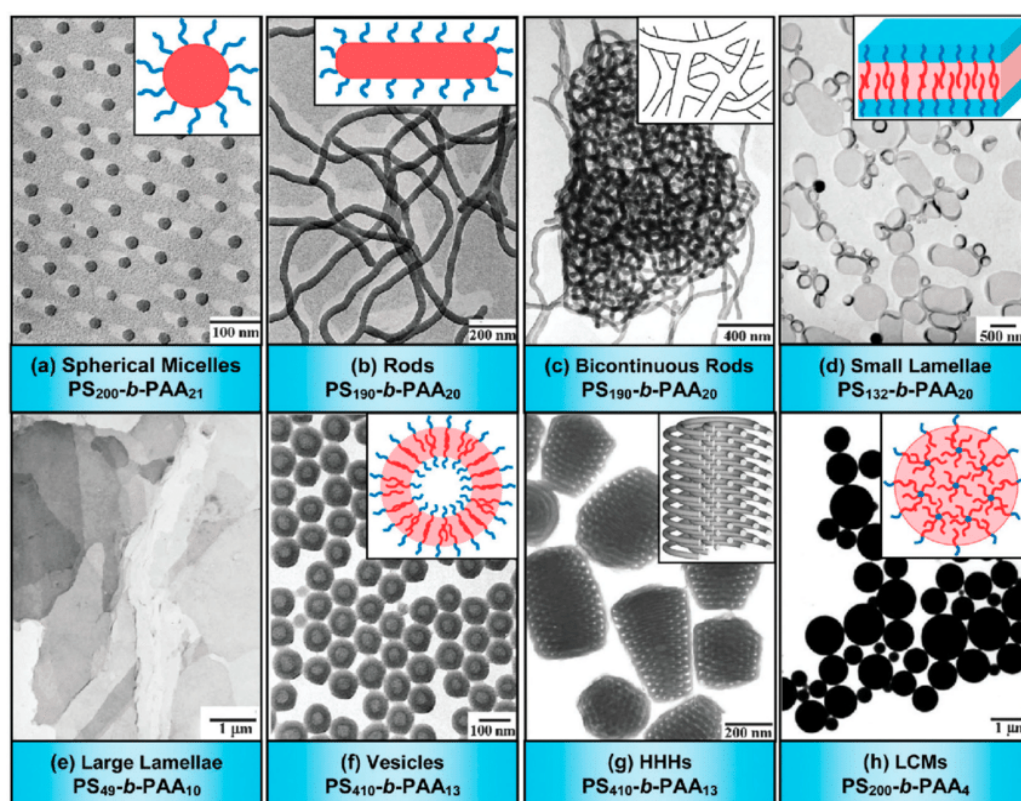 100 nm
200 nm
400 nm
500 nm
(a) Spherical Micelles
PS200-b-PAA21
(b) Rods
PS190-b-PAA20
(c) Bicontinuous Rods
PS190-b-PAA20
(d) Small Lamellae
PS132-b-PAA20
1 μm
100 nm
200 nm
1 μm
(e) Large Lamellae
PS49-b-PAA10
(f) Vesicles
PS410-b-PAA13
(g) HHHs
PS410-b-PAA13
(h) LCMs
PS200-b-PAA4